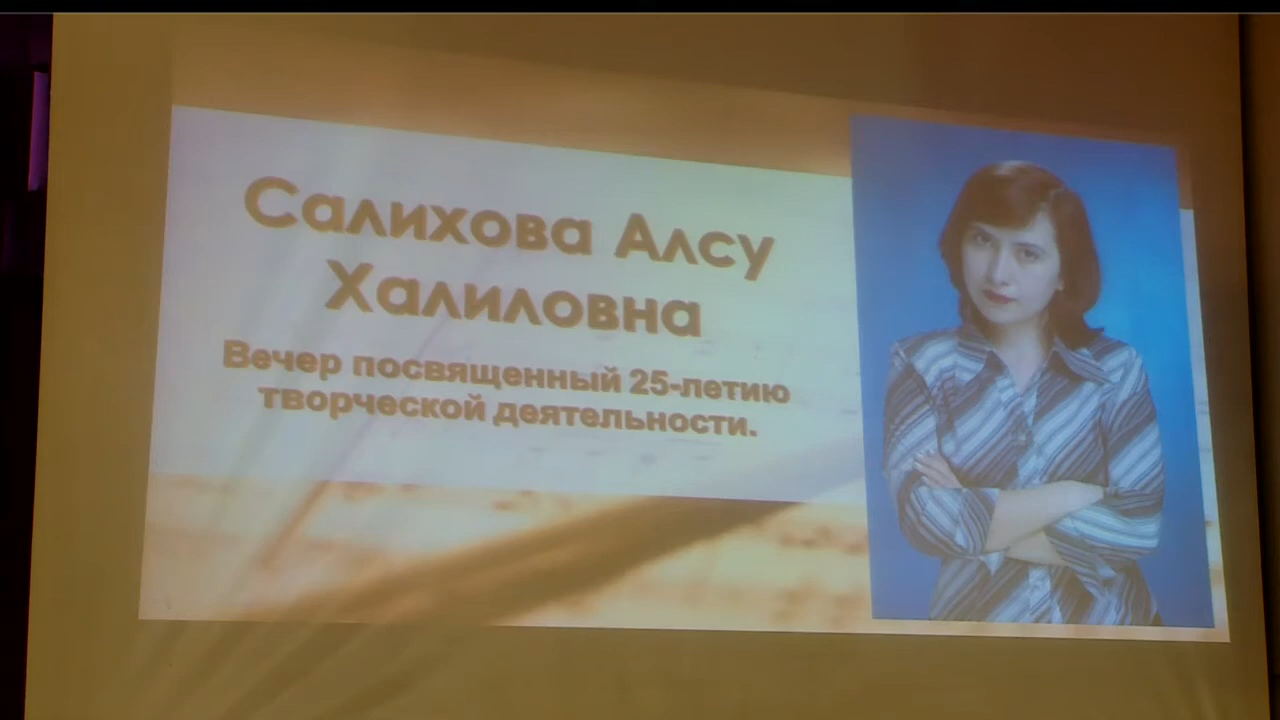 Салихова Алсу
Халиловна
Вечер посвященный 25-летию
творческой деятельности.